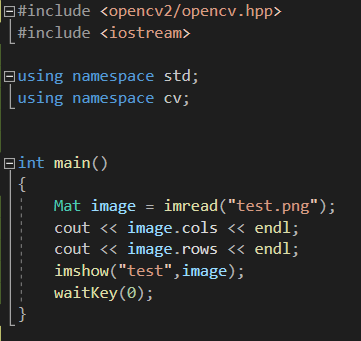 #include <opencv2/opencv.hpp>
#include <iostream>
using namespace std;
using namespace cv;
int main()
{
Mat image = imread("test.png");
cout << image.cols << endl;
cout << image.rows << endl;
imshow("test",image);
waitKey(0);
}